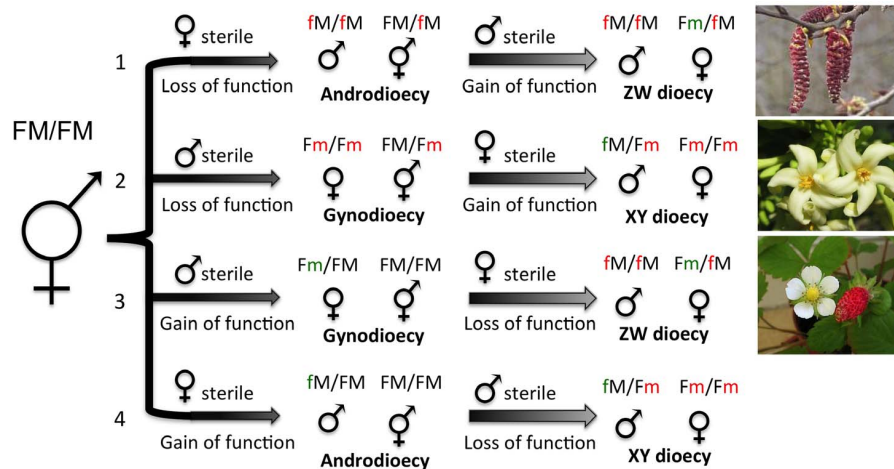 fM/fM FM/fM fM/fM Fm/fM
♀ sterile ♂ sterile
1
Loss of function Gain of function
Androdioecy ZW dioecy
FM/FM
Fm/Fm FM/Fm fM/Fm Fm/Fm
♂ sterile ♀ sterile
2
Loss of function Gain of function
Gynodioecy XY dioecy
Fm/FM FM/FM fM/fM Fm/fM
♂ sterile ♀ sterile
3
Gain of function Loss of function
Gynodioecy ZW dioecy
fM/FM FM/FM fM/Fm Fm/Fm
♀ sterile ♂ sterile
4
Gain of function Loss of function
Androdioecy XY dioecy